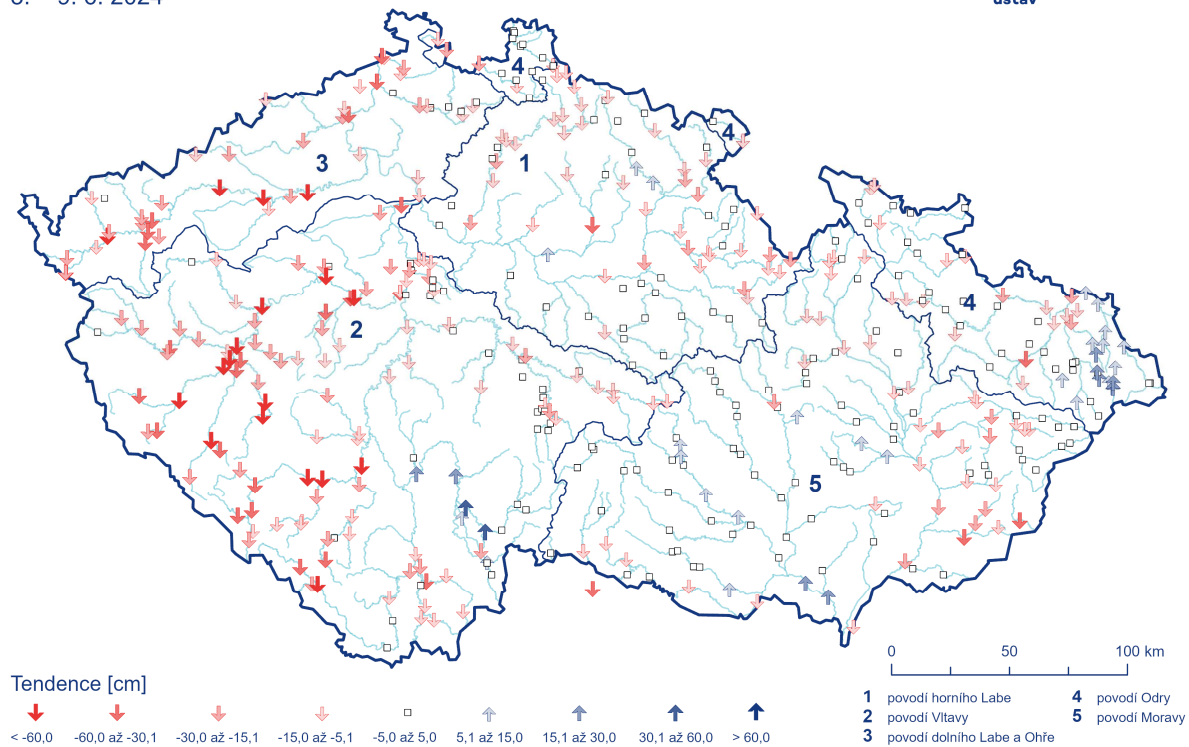 ústav
4
4
3
1
2
4
5
0 50 100 km
Tendence [cm]
< -60,0 -60,0 až -30,1 -30,0 až -15,1 -15,0 až -5,1 -5,0 až 5,0 5,1 až 15,0 15,1 až 30,0 30,1 až 60,0 > 60,0
1 povodí horního Labe
2 povodí Vltavy
3 povodí dolního Labe a Ohře
4 povodí Odry
5 povodí Moravy